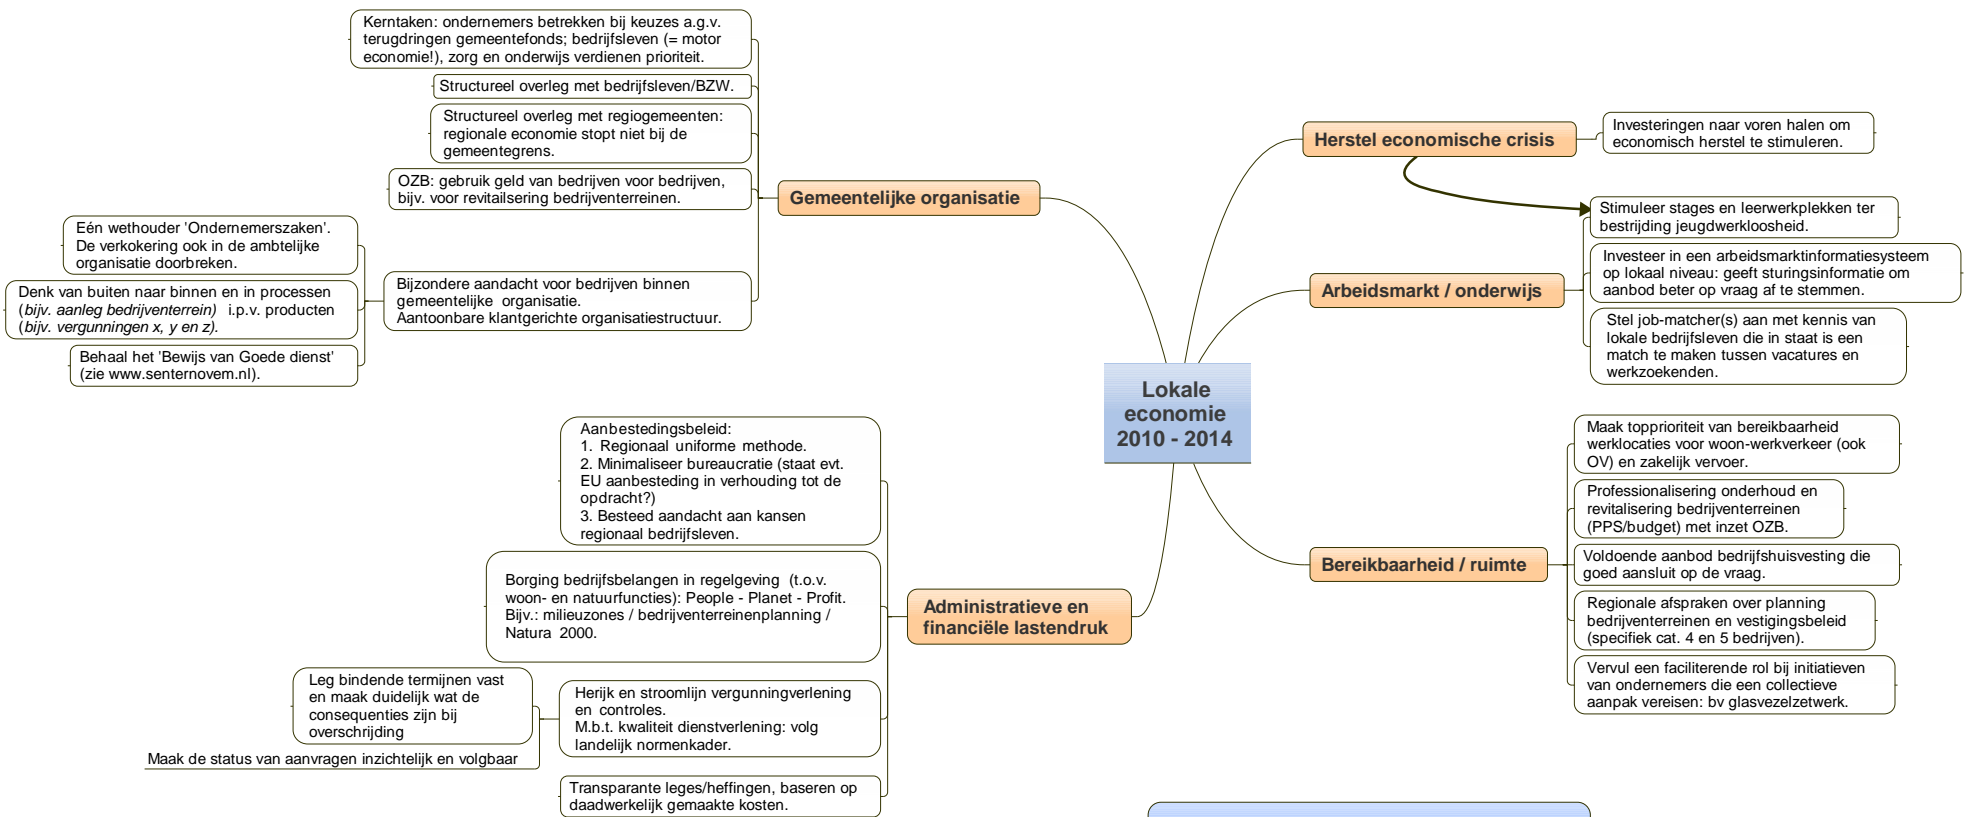 Kerntaken: ondernemers betrekken bij keuzes a.g.v.
terugdringen gemeentefonds; bedrijfsleven (= motor
economie!), zorg en onderwijs verdienen prioriteit.
Structureel overleg met bedrijfsleven/BZW.
Structureel overleg met regiogemeenten:
regionale economie stopt niet bij de
gemeentegrens.
OZB: gebruik geld van bedrijven voor bedrijven,
bijv. voor revitailsering bedrijventerreinen.
Gemeentelijke organisatie
Eén wethouder 'Ondernemerszaken'.
De verkokering ook in de ambtelijke
organisatie doorbreken.
Denk van buiten naar binnen en in processen
(bijv. aanleg bedrijventerrein) i.p.v. producten
(bijv. vergunningen x, y en z).
Behaal het 'Bewijs van Goede dienst'
(zie www.senternovem.nl).
Bijzondere aandacht voor bedrijven binnen
gemeentelijke organisatie.
Aantoonbare klantgerichte organisatiestructuur.
Herstel economische crisis
Investeringen naar voren halen om
economisch herstel te stimuleren.
Stimuleer stages en leerwerkplekken ter
bestrijding jeugdwerkloosheid.
Investeer in een arbeidsmarktinformatiesysteem
op lokaal niveau: geeft sturingsinformatie om
aanbod beter op vraag af te stemmen.
Arbeidsmarkt / onderwijs
Stel job-matcher(s) aan met kennis van
lokale bedrijfsleven die in staat is een
match te maken tussen vacatures en
werkzoekenden.
Lokale
economie
2010 - 2014
Aanbestedingsbeleid:
1. Regionaal uniforme methode.
2. Minimaliseer bureaucratie (staat evt.
EU aanbesteding in verhouding tot de
opdracht?)
3. Besteed aandacht aan kansen
regionaal bedrijfsleven.
Borging bedrijfsbelangen in regelgeving (t.o.v.
woon- en natuurfuncties): People - Planet - Profit.
Bijv.: milieuzones / bedrijventerreinenplanning /
Natura 2000.
Administratieve en
financiële lastendruk
Leg bindende termijnen vast
en maak duidelijk wat de
consequenties zijn bij
overschrijding
Maak de status van aanvragen inzichtelijk en volgbaar
Herijk en stroomlijn vergunningverlening
en controles.
M.b.t. kwaliteit dienstverlening: volg
landelijk normenkader.
Transparante leges/heffingen, baseren op
daadwerkelijk gemaakte kosten.
Maak topprioriteit van bereikbaarheid
werklocaties voor woon-werkverkeer (ook
OV) en zakelijk vervoer.
Professionalisering onderhoud en
revitalisering bedrijventerreinen
(PPS/budget) met inzet OZB.
Bereikbaarheid / ruimte
Voldoende aanbod bedrijfshuisvesting die
goed aansluit op de vraag.
Regionale afspraken over planning
bedrijventerreinen en vestigingsbeleid
(specifiek cat. 4 en 5 bedrijven).
Vervul een faciliterende rol bij initiatieven
van ondernemers die een collectieve
aanpak vereisen: bv glasvezelzetwerk.